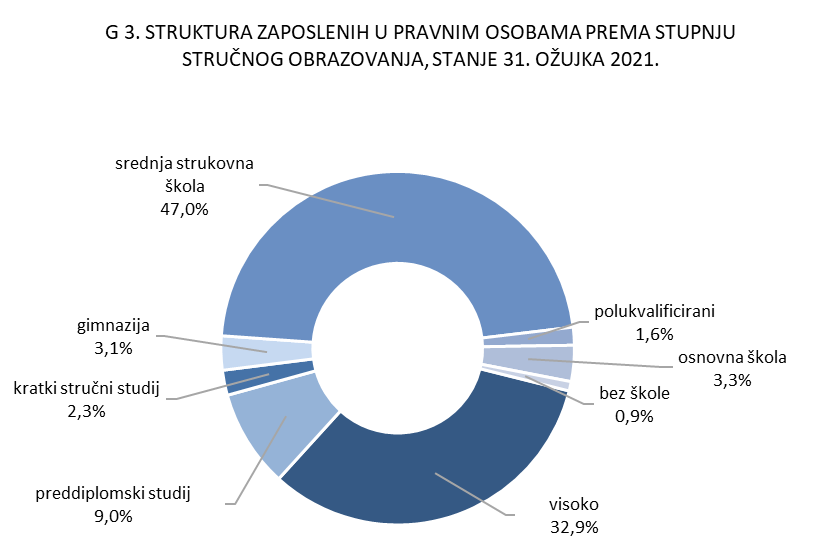 G 3. STRUKTURA ZAPOSLENIH U PRAVNIM OSOBAMA PREMA STUPNJU
STRUČNOG OBRAZOVANJA, STANJE 31. OŽUJKA 2021.
srednja strukovna
škola
47,0%
polukvalificirani
1,6%
gimnazija
3,1%
osnovna škola
3,3%
kratki stručni studij
2,3%
bez škole
0,9%
preddiplomski studij
9,0%
visoko
32,9%